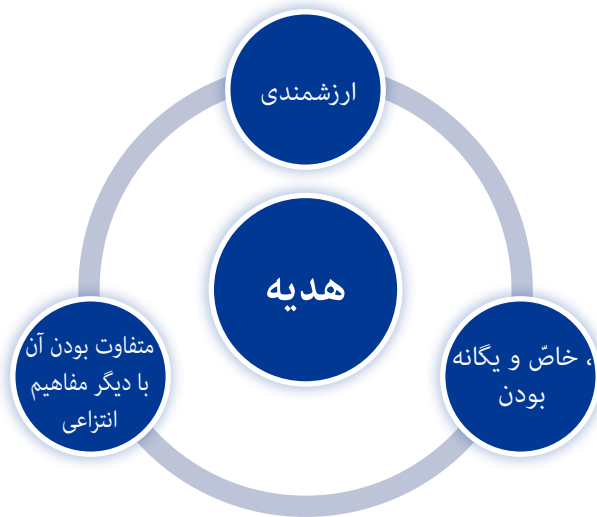 ارزشمندی
هدیه
، خاصّ و یگانه
بودن
متفاوت بودن آن
با دیگر مفاهیم
انتزاعی